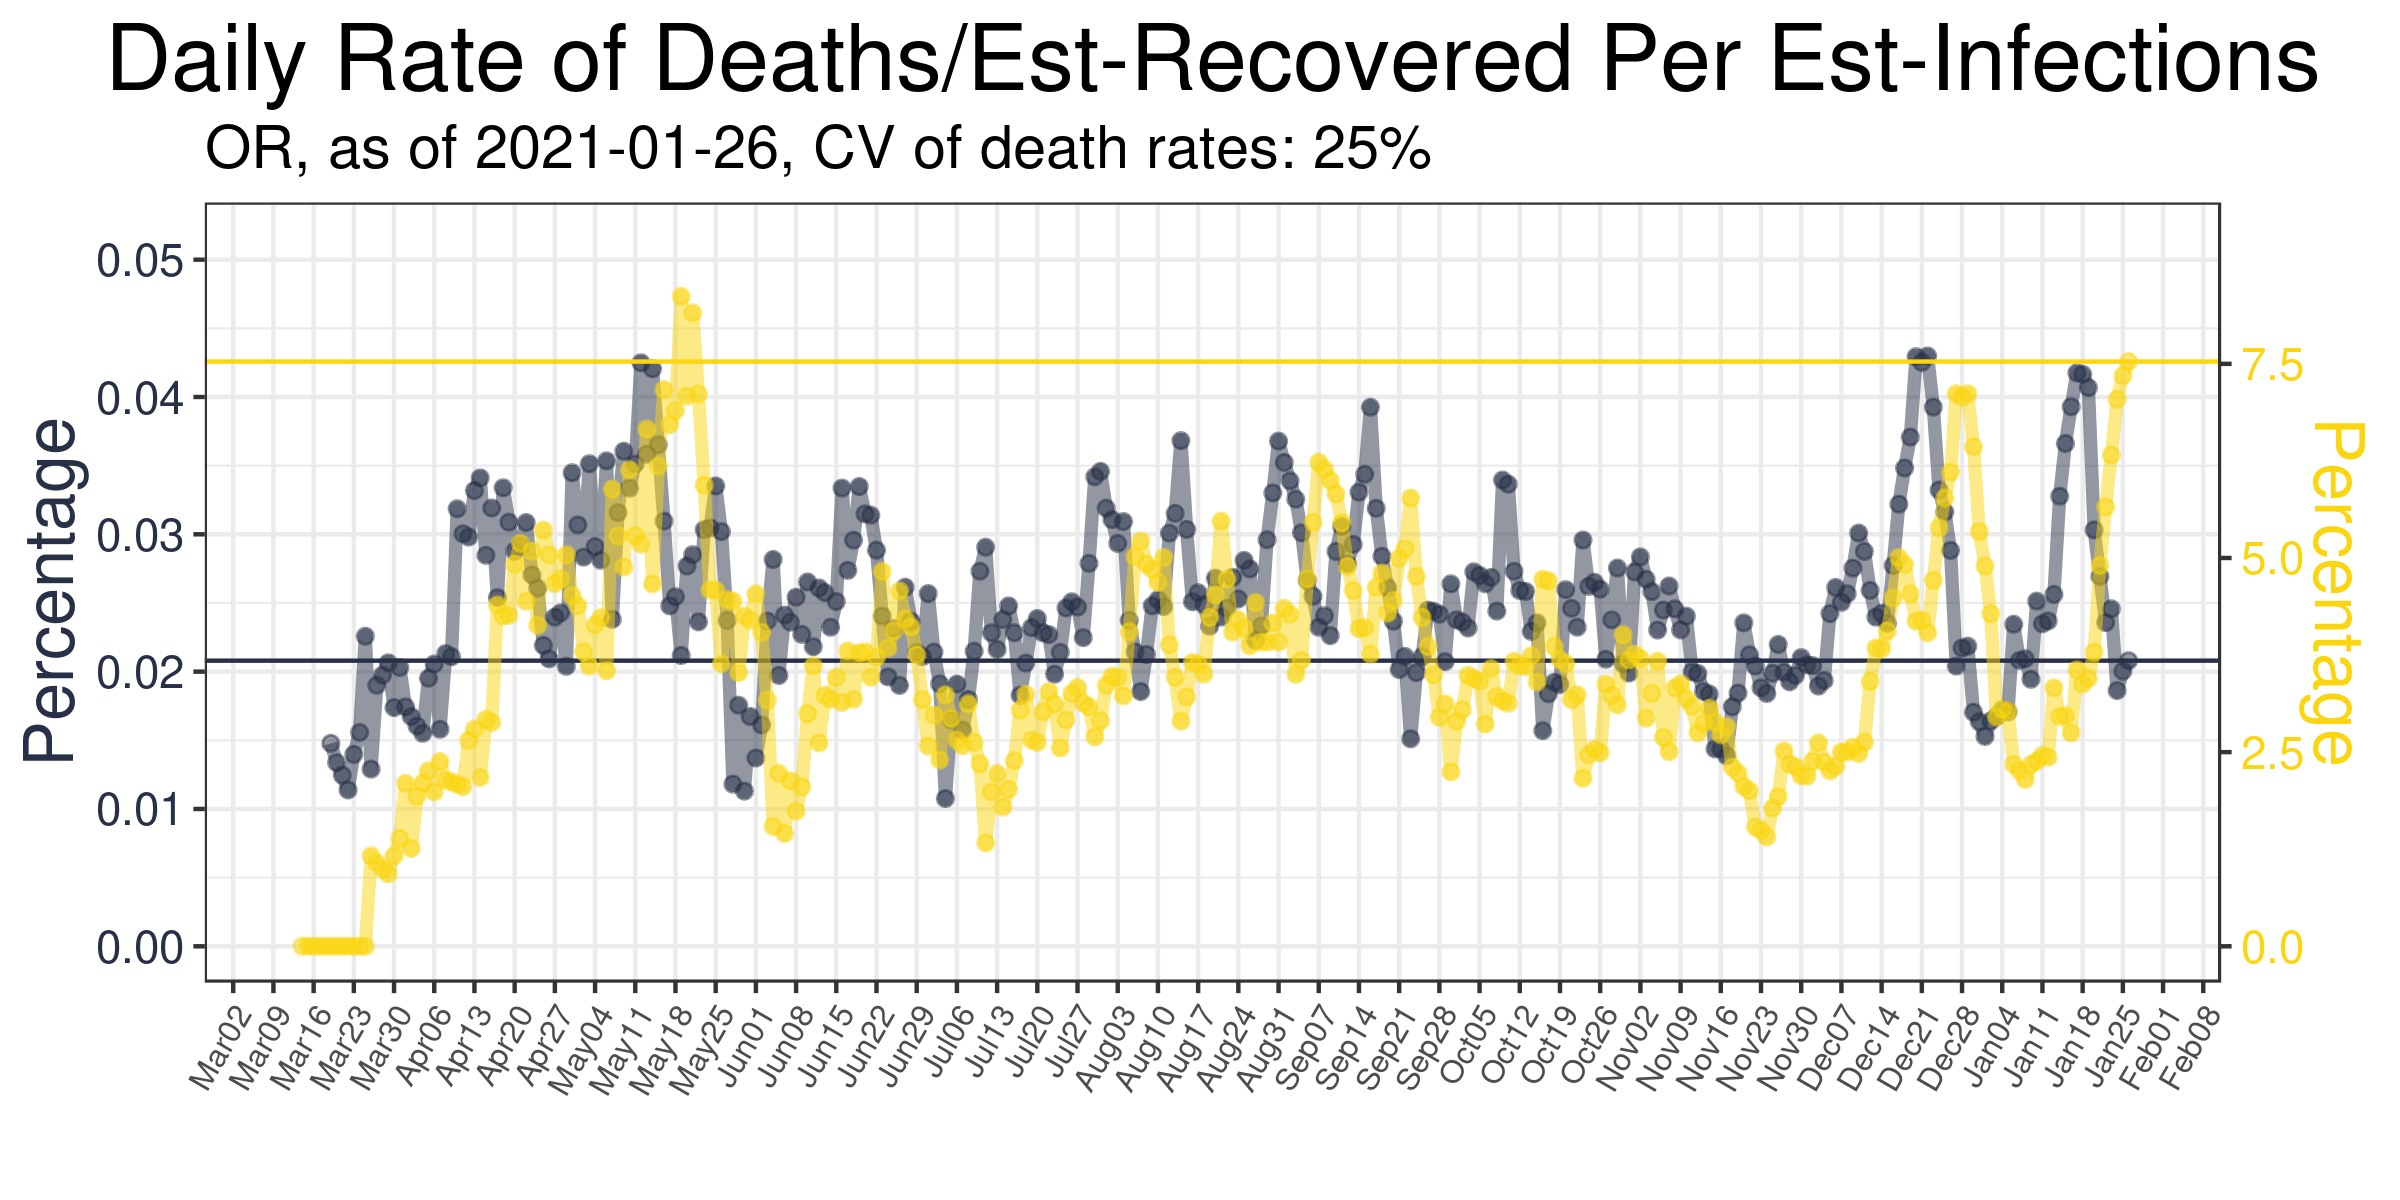 Daily Rate of Deaths/Est-Recovered Per Est-Infections
OR, as of 2021-01-26, CV of death rates: 25%
Percentage
0.05
0.04
0.03
0.02
0.01
0.00
7.5
5.0
2.5
0.0
Percentage
Mar02
Mar09
Mar16
Mar23
Mar30
Apr06
Apr13
Apr20
Apr27
May04
May11
May18
May25
Jun01
Jun08
Jun15
Jun22
Jun29
Jul06
Jul13
Jul20
Jul27
Aug03
Aug10
Aug17
Aug24
Aug31
Sep07
Sep14
Sep21
Sep28
Oct05
Oct12
Oct19
Oct26
Nov02
Nov09
Nov16
Nov23
Nov30
Dec07
Dec14
Dec21
Dec28
Jan04
Jan11
Jan18
Jan25
Feb01
Feb08